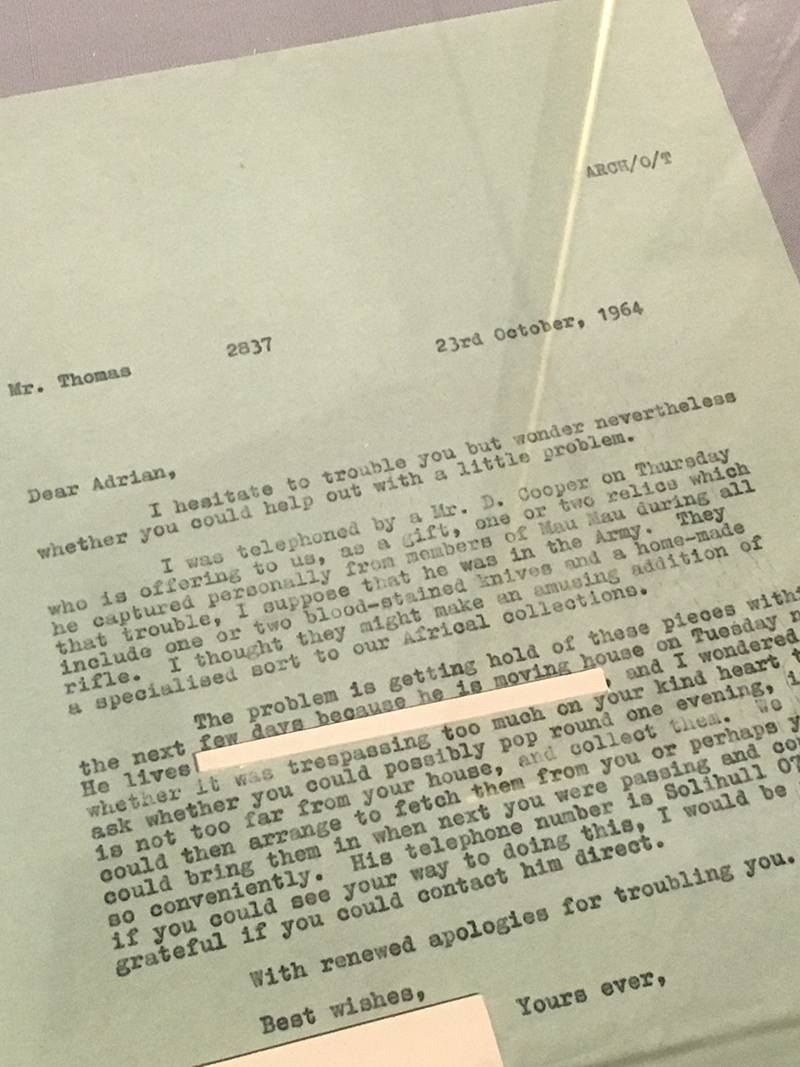 ARCH/O/T
Mr. Thomas 2837 23rd October, 1964
Dear Adrian,
I hesitate to trouble you but wonder nevertheless
whether you could help out with a little problem.
I was telephoned by a Mr. D. Cooper on Thursday
who is offering to us, as a gift, one or two relics which
he captured personally from members of Mau Mau during all
that trouble, I suppose that he was in the Army. They
include one or two blood-stained knives and a home-made
rifle. I thought they might make an amusing addition of
a specialised sort to our Africal collections.
The problem is getting hold of these pieces
the next few days because he is moving house on Tuesday
He lives , and I wondered
whether it was trespassing too much on your kind heart
ask whether you could possibly pop round one evening,
is not too far from your house, and collect them. We
could then arrange to fetch them from you or perhaps
could bring them in when next you were passing and
so conveniently. His telephone number is Solihull
if you could see your way to doing this, I would be
grateful if you could contact him direct.
With renewed apologies for troubling you.
Best wishes,
Yours ever,